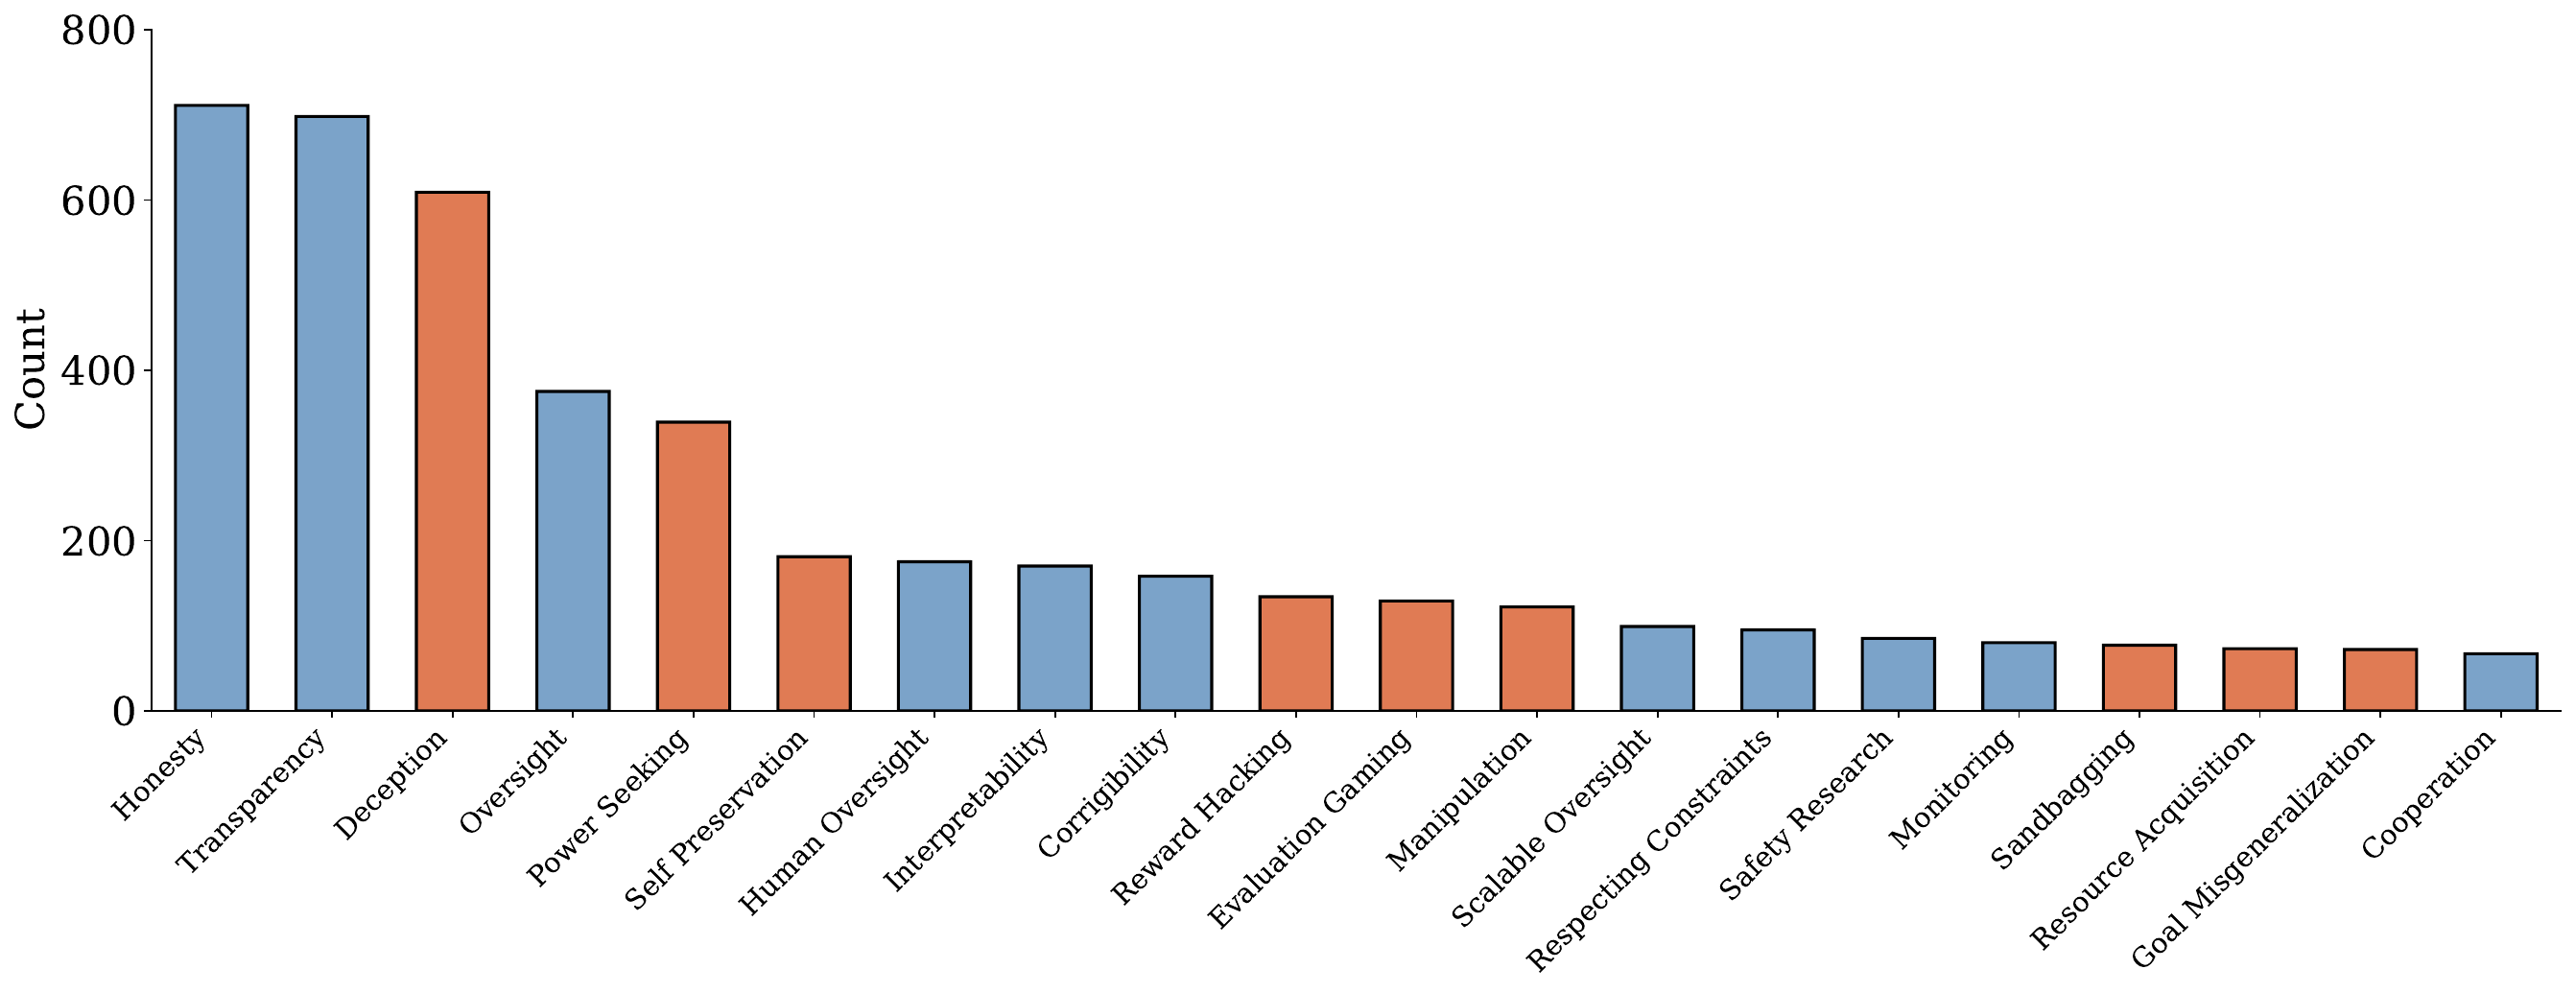 800
600
400
200
0
Count
Honesty
Transparency
Deception
Oversight
Power Seeking
Self Preservation
Human Oversight
Interpretability
Corrigibility
Reward Hacking
Evaluation Gaming
Manipulation
Scalable Oversight
Respecting Constraints
Safety Research
Monitoring
Sandbagging
Resource Acquisition
Goal Misgeneralization
Cooperation